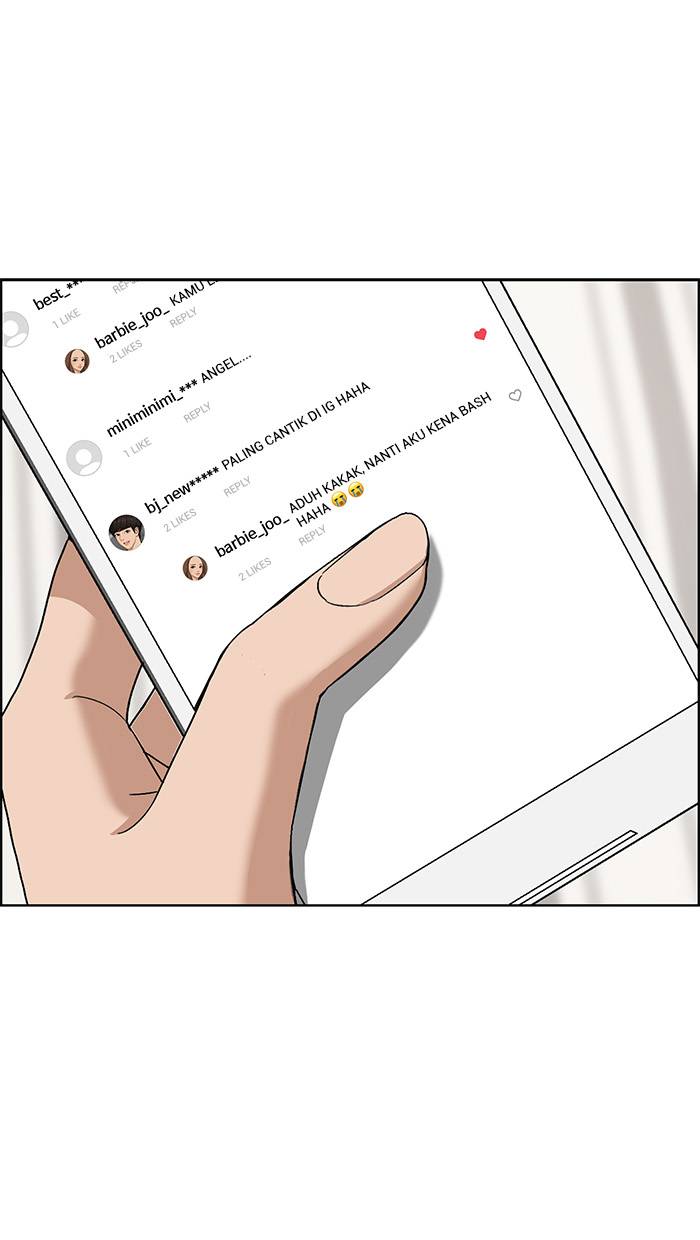 best_**
1 LIKE
barbie_joo_ KAMU
2 LIKES REPLY
miniminimi_*** ANGEL....
1 LIKE REPLY
bj_new***** PALING CANTIK DI IG HAHA
2 LIKES REPLY
barbie_joo_ ADUH KAKAK, NANTI AKU KENA BASH
HAHA 😭😭
2 LIKES REPLY